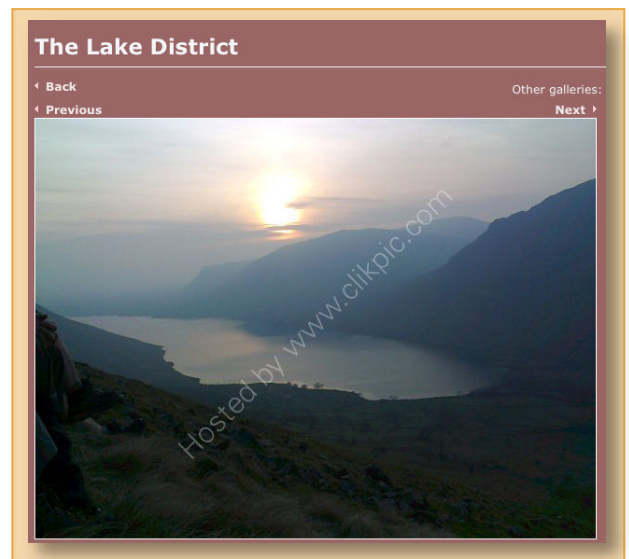 The Lake District
Back
Other galleries:
Previous
Next
Hosted by www.clikpic.com